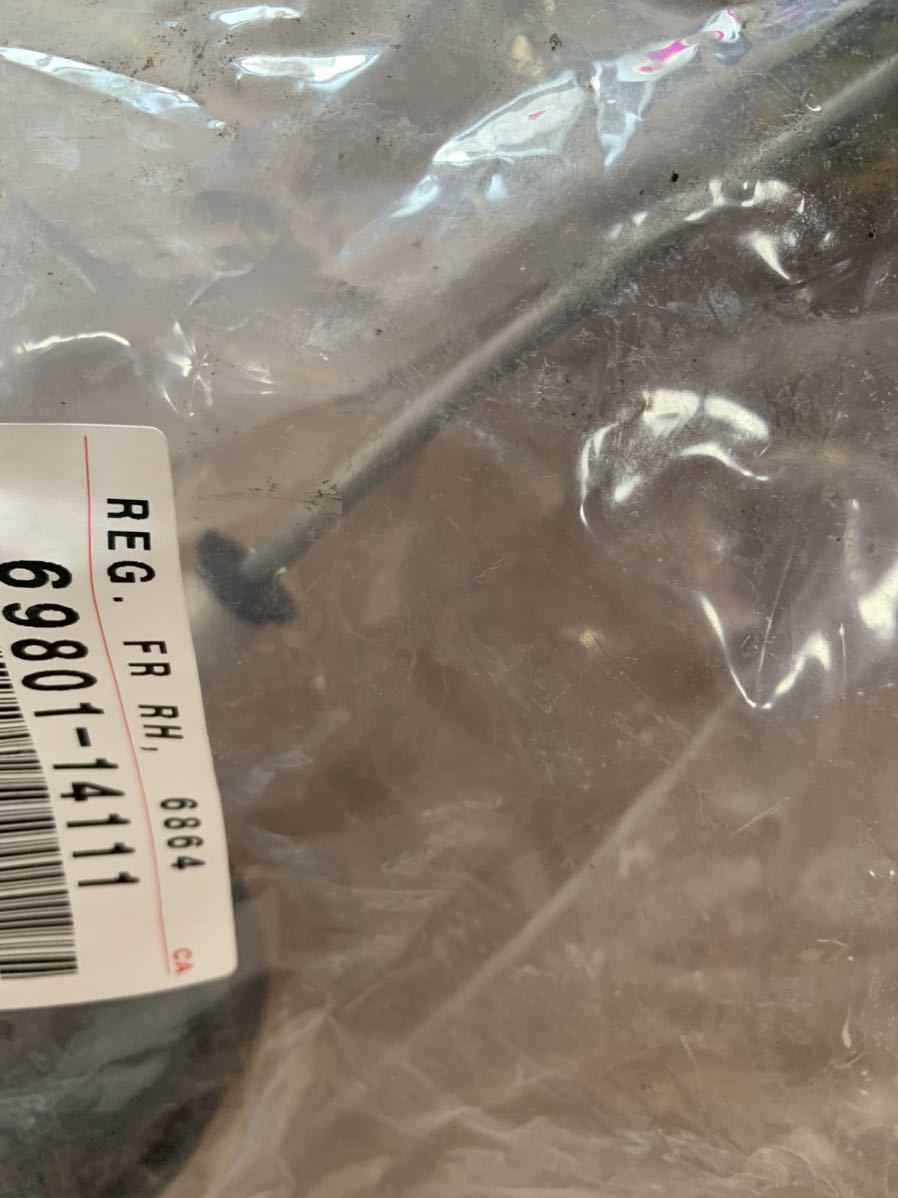 REG. FR RH, 6864
69801-14111
CA